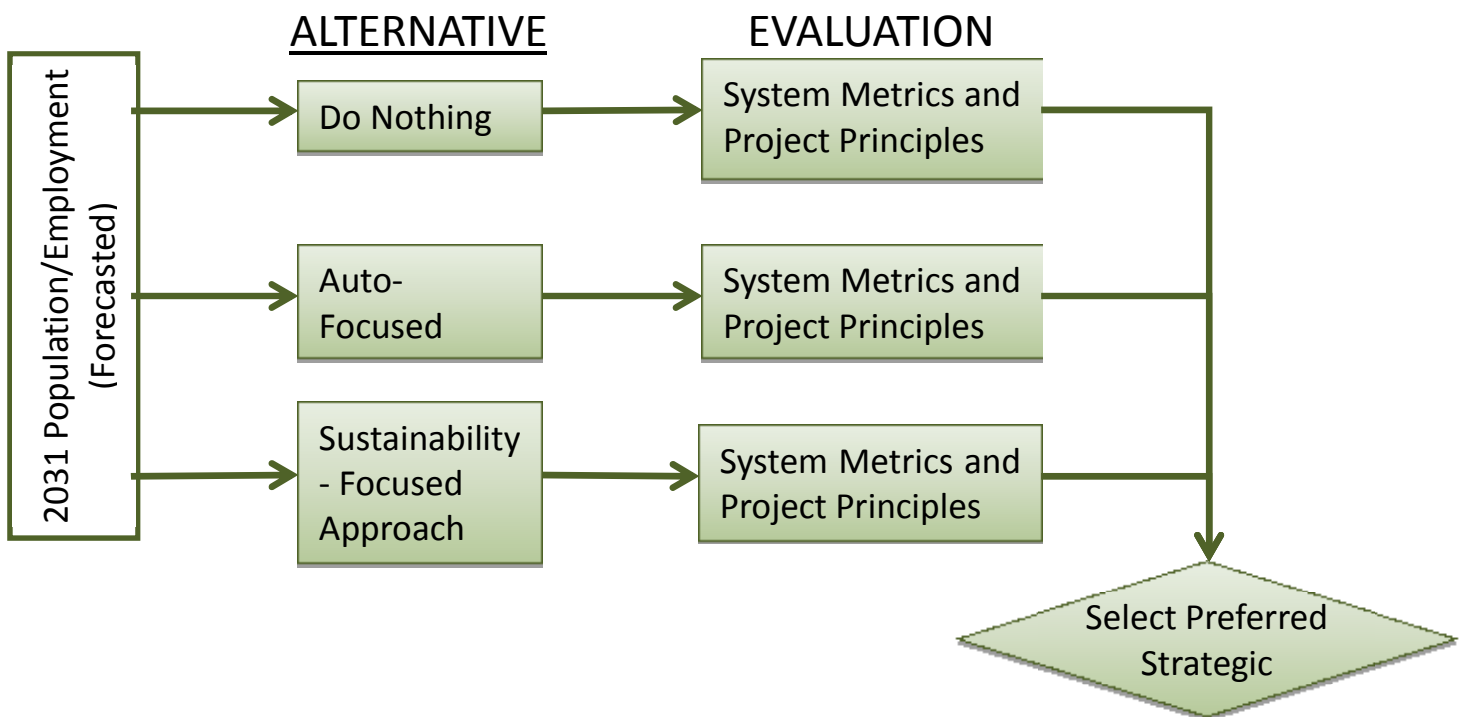 ALTERNATIVE
EVALUATION
2031 Population/Employment
(Forecasted)
Do Nothing
System Metrics and
Project Principles
Auto-
Focused
System Metrics and
Project Principles
Sustainability
- Focused
Approach
System Metrics and
Project Principles
Select Preferred
Strategic